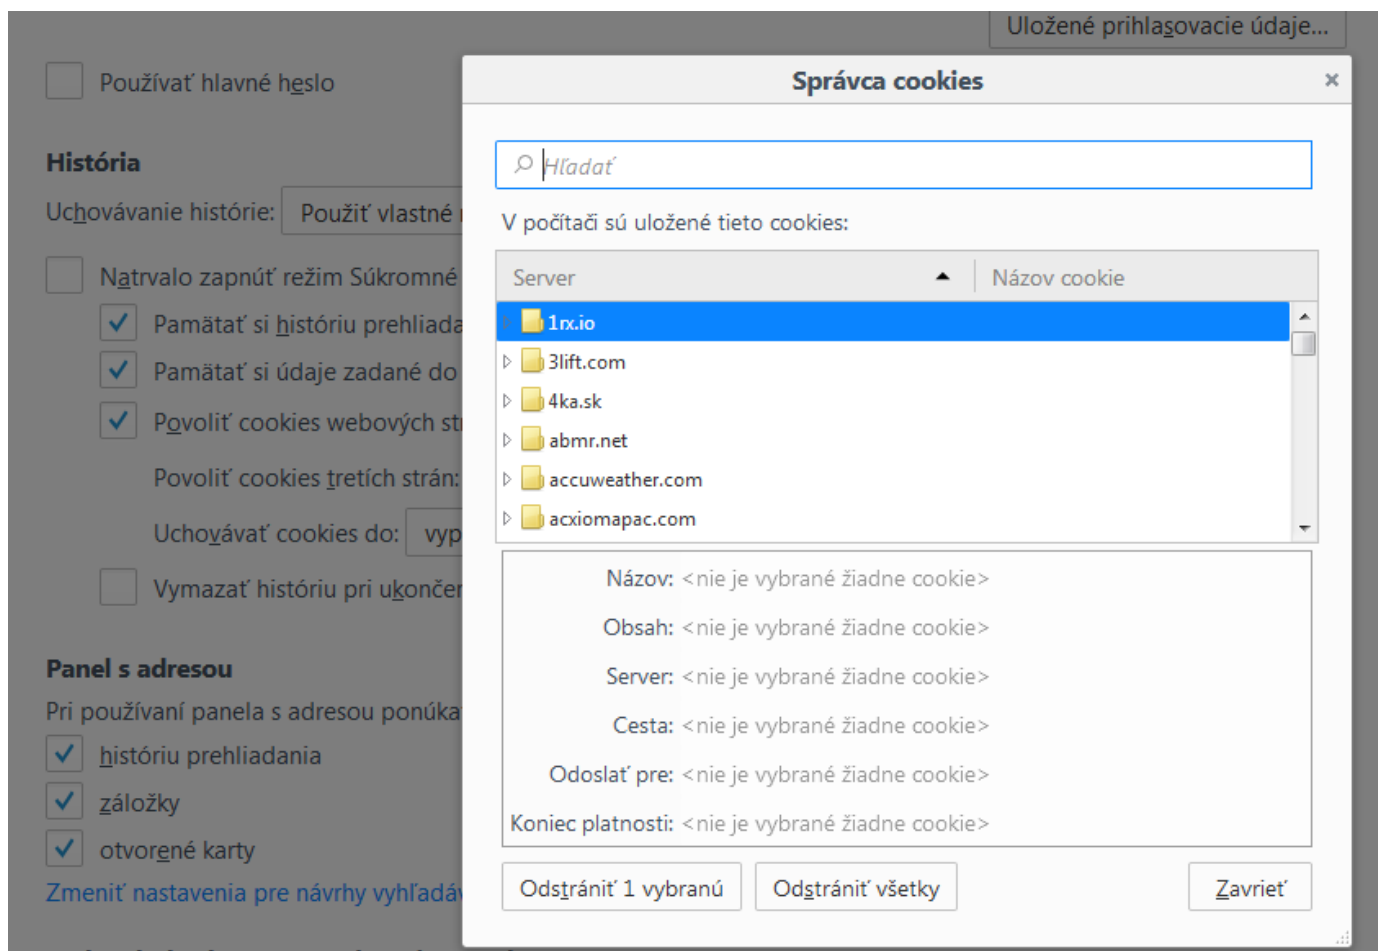 Uložené prihlasovacie údaje...
Používať hlavné heslo
História
Uchovávanie histórie: Použiť vlastné
Natrvalo zapnúť režim Súkromné
Pamätať si históriu
Pamätať si údaje zadané do
Povoliť cookies webových
Povoliť cookies tretích strán:
Uchovávať cookies do:
Vymazať históriu pri
Panel s adresou
Pri používaní panela s adresou
históriu prehliadania
záložky
otvorené karty
Zmeniť nastavenia pre návrhy
Správca cookies
×
Hľadať
V počítači sú uložené tieto cookies:
Server Názov cookie
1rx.io
3lift.com
4ka.sk
abmr.net
accuweather.com
acxiomapac.com
Názov: <nie je vybrané žiadne cookie>
Obsah: <nie je vybrané žiadne cookie>
Server: <nie je vybrané žiadne cookie>
Cesta: <nie je vybrané žiadne cookie>
Odoslať pre: <nie je vybrané žiadne cookie>
Koniec platnosti: <nie je vybrané žiadne cookie>
Odstrániť 1 vybranú Odstrániť všetky Zavrieť